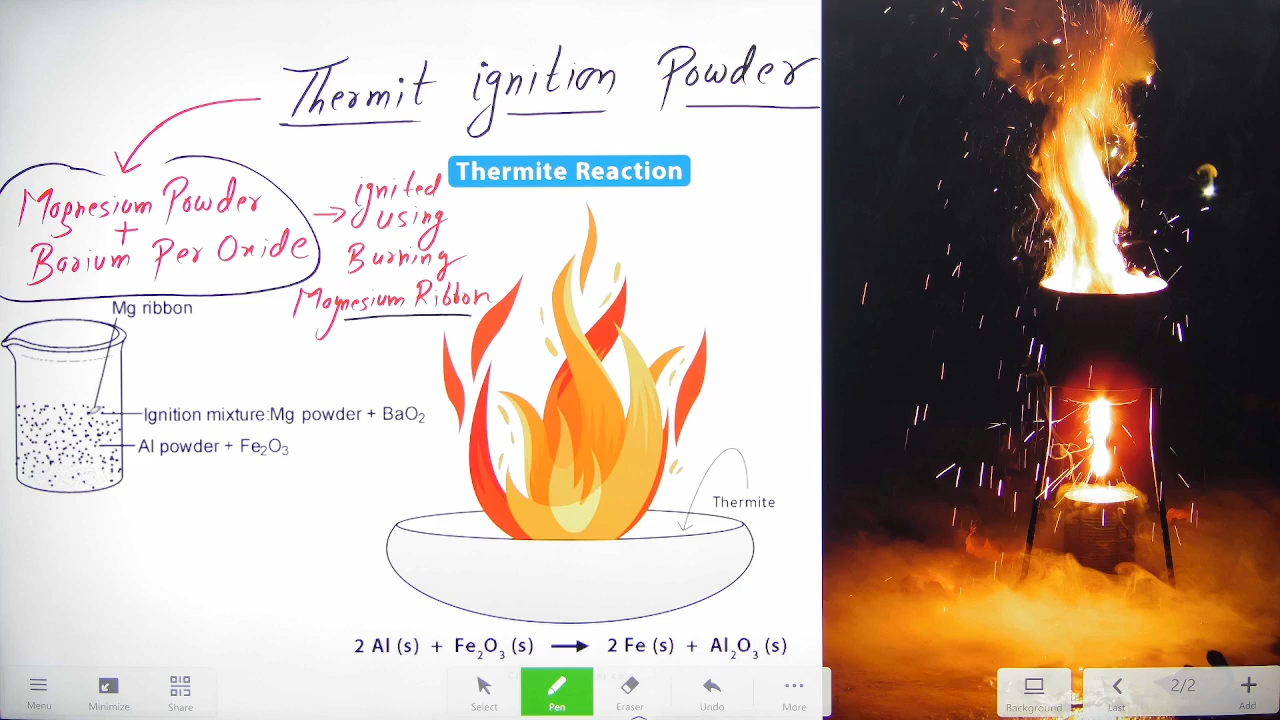 Thermit ignition Powder
Thermite Reaction
Magnesium Powder
+
Barium Per Oxide
→ ignited
using
Burning
Magnesium Ribbon
Mg ribbon
Ignition mixture:Mg powder + BaO₂
Al powder + Fe₂O₃
Thermite
2 Al (s) + Fe₂O₃ (s) ⟶ 2 Fe (s) + Al₂O₃ (s)
Menu
Minimize
Share
Select
Pen
Eraser
Undo
More
Background
Last
2/2
Add